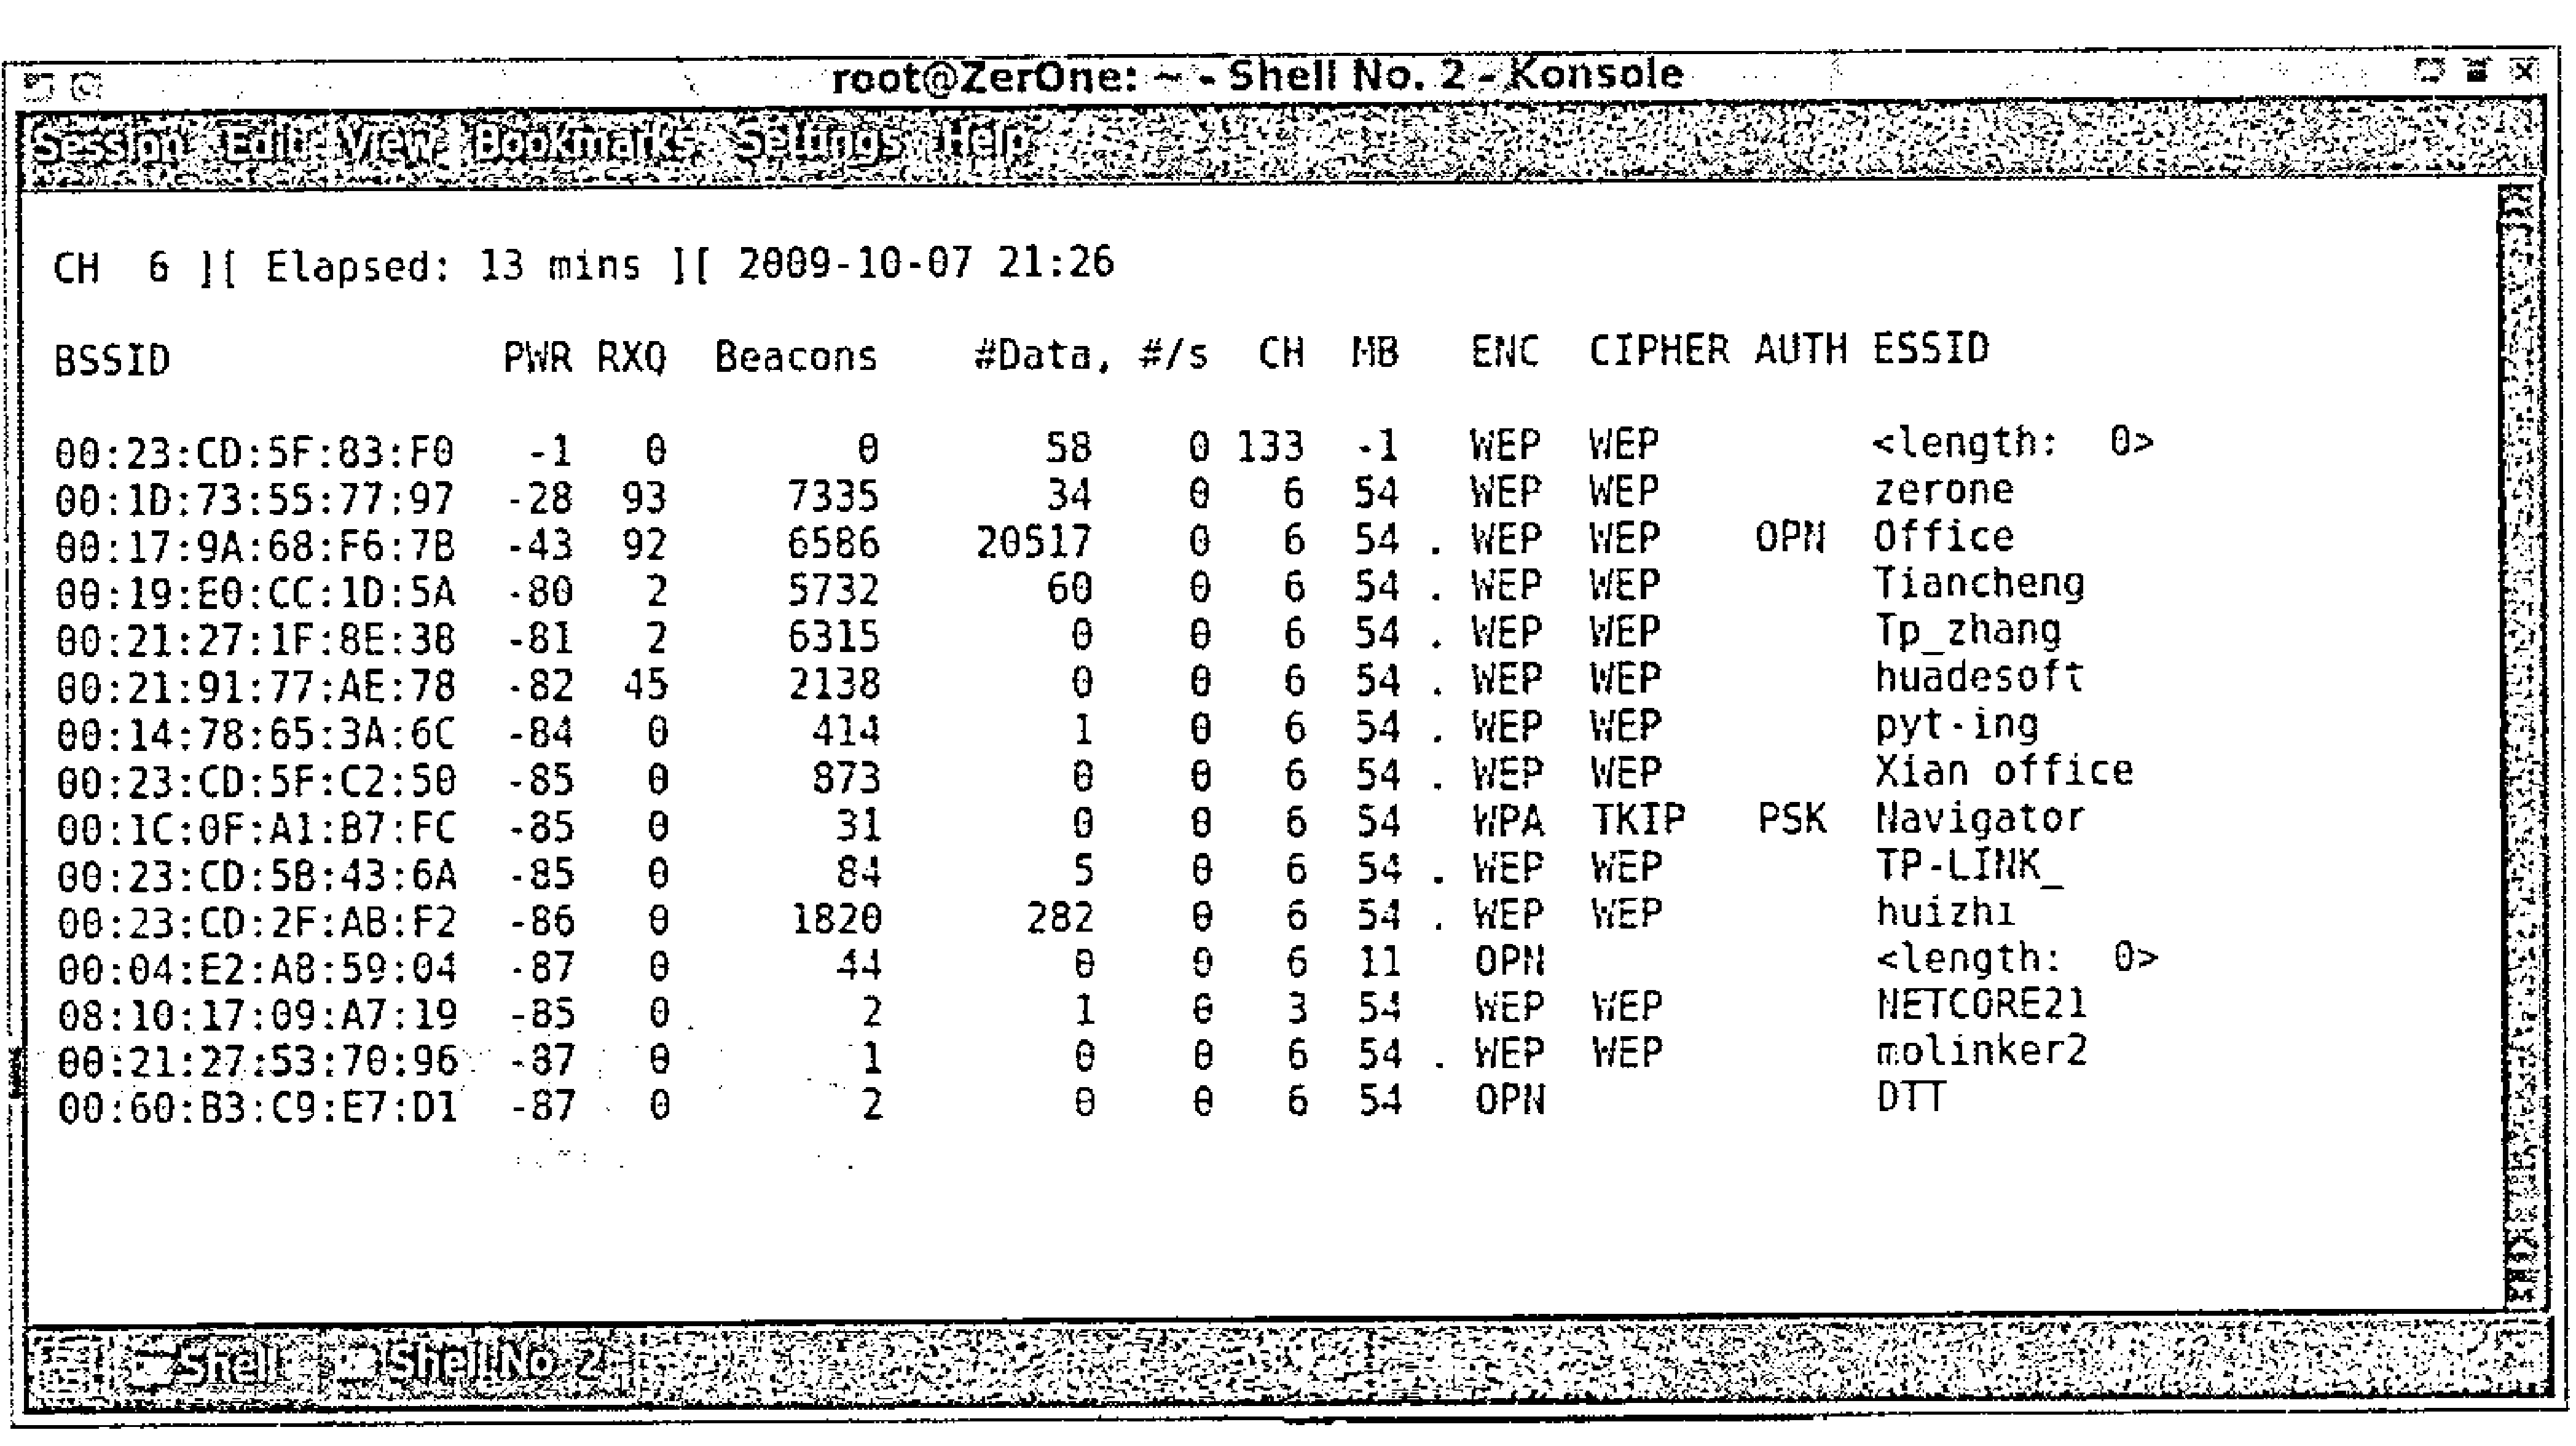 root@ZerOne: ~ - Shell No. 2 - Konsole
Session Edit View Bookmarks Settings Help
CH  6 ][ Elapsed: 13 mins ][ 2009-10-07 21:26
BSSID PWR RXQ Beacons #Data, #/s CH MB ENC CIPHER AUTH ESSID
00:23:CD:5F:83:F0 -1 0 0 58 0 133 -1 WEP WEP <length:  0>
00:1D:73:55:77:97 -28 93 7335 34 0 6 54 WEP WEP zerone
00:17:9A:68:F6:7B -43 92 6586 20517 0 6 54 . WEP WEP OPN Office
00:19:E0:CC:1D:5A -80 2 5732 60 0 6 54 . WEP WEP Tiancheng
00:21:27:1F:8E:38 -81 2 6315 0 0 6 54 . WEP WEP Tp_zhang
00:21:91:77:AE:78 -82 45 2138 0 0 6 54 . WEP WEP huadesoft
00:14:78:65:3A:6C -84 0 414 1 0 6 54 . WEP WEP pyt-ing
00:23:CD:5F:C2:50 -85 0 873 0 0 6 54 . WEP WEP Xian office
00:1C:0F:A1:B7:FC -85 0 31 0 0 6 54 WPA TKIP PSK Navigator
00:23:CD:5B:43:6A -85 0 84 5 0 6 54 . WEP WEP TP-LINK_
00:23:CD:2F:AB:F2 -86 0 1820 282 0 6 54 . WEP WEP huizhi
00:04:E2:A8:59:04 -87 0 44 0 0 6 11 OPN <length:  0>
08:10:17:09:A7:19 -85 0 2 1 0 3 54 WEP WEP NETCORE21
00:21:27:53:70:96 -87 0 1 0 0 6 54 . WEP WEP molinker2
00:60:B3:C9:E7:D1 -87 0 2 0 0 6 54 OPN DTT
Shell Shell No. 2